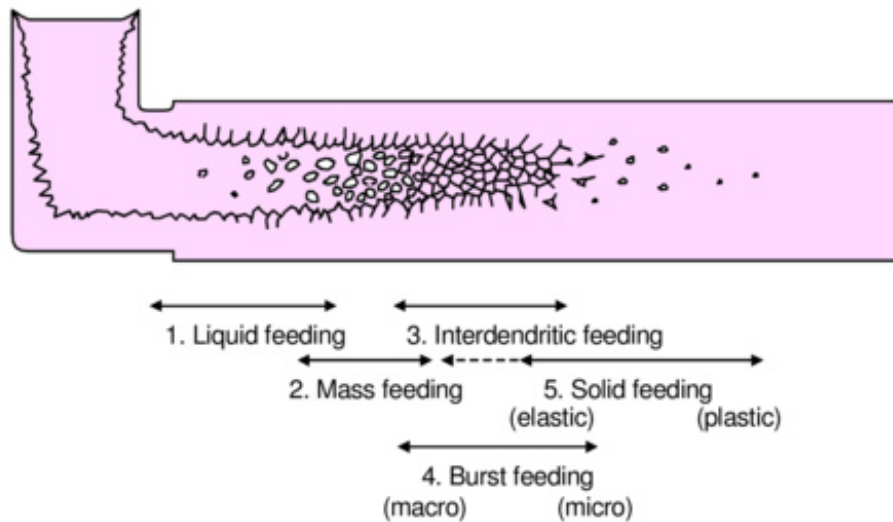 1. Liquid feeding
3. Interdendritic feeding
2. Mass feeding
5. Solid feeding
(elastic)
(plastic)
4. Burst feeding
(macro)
(micro)